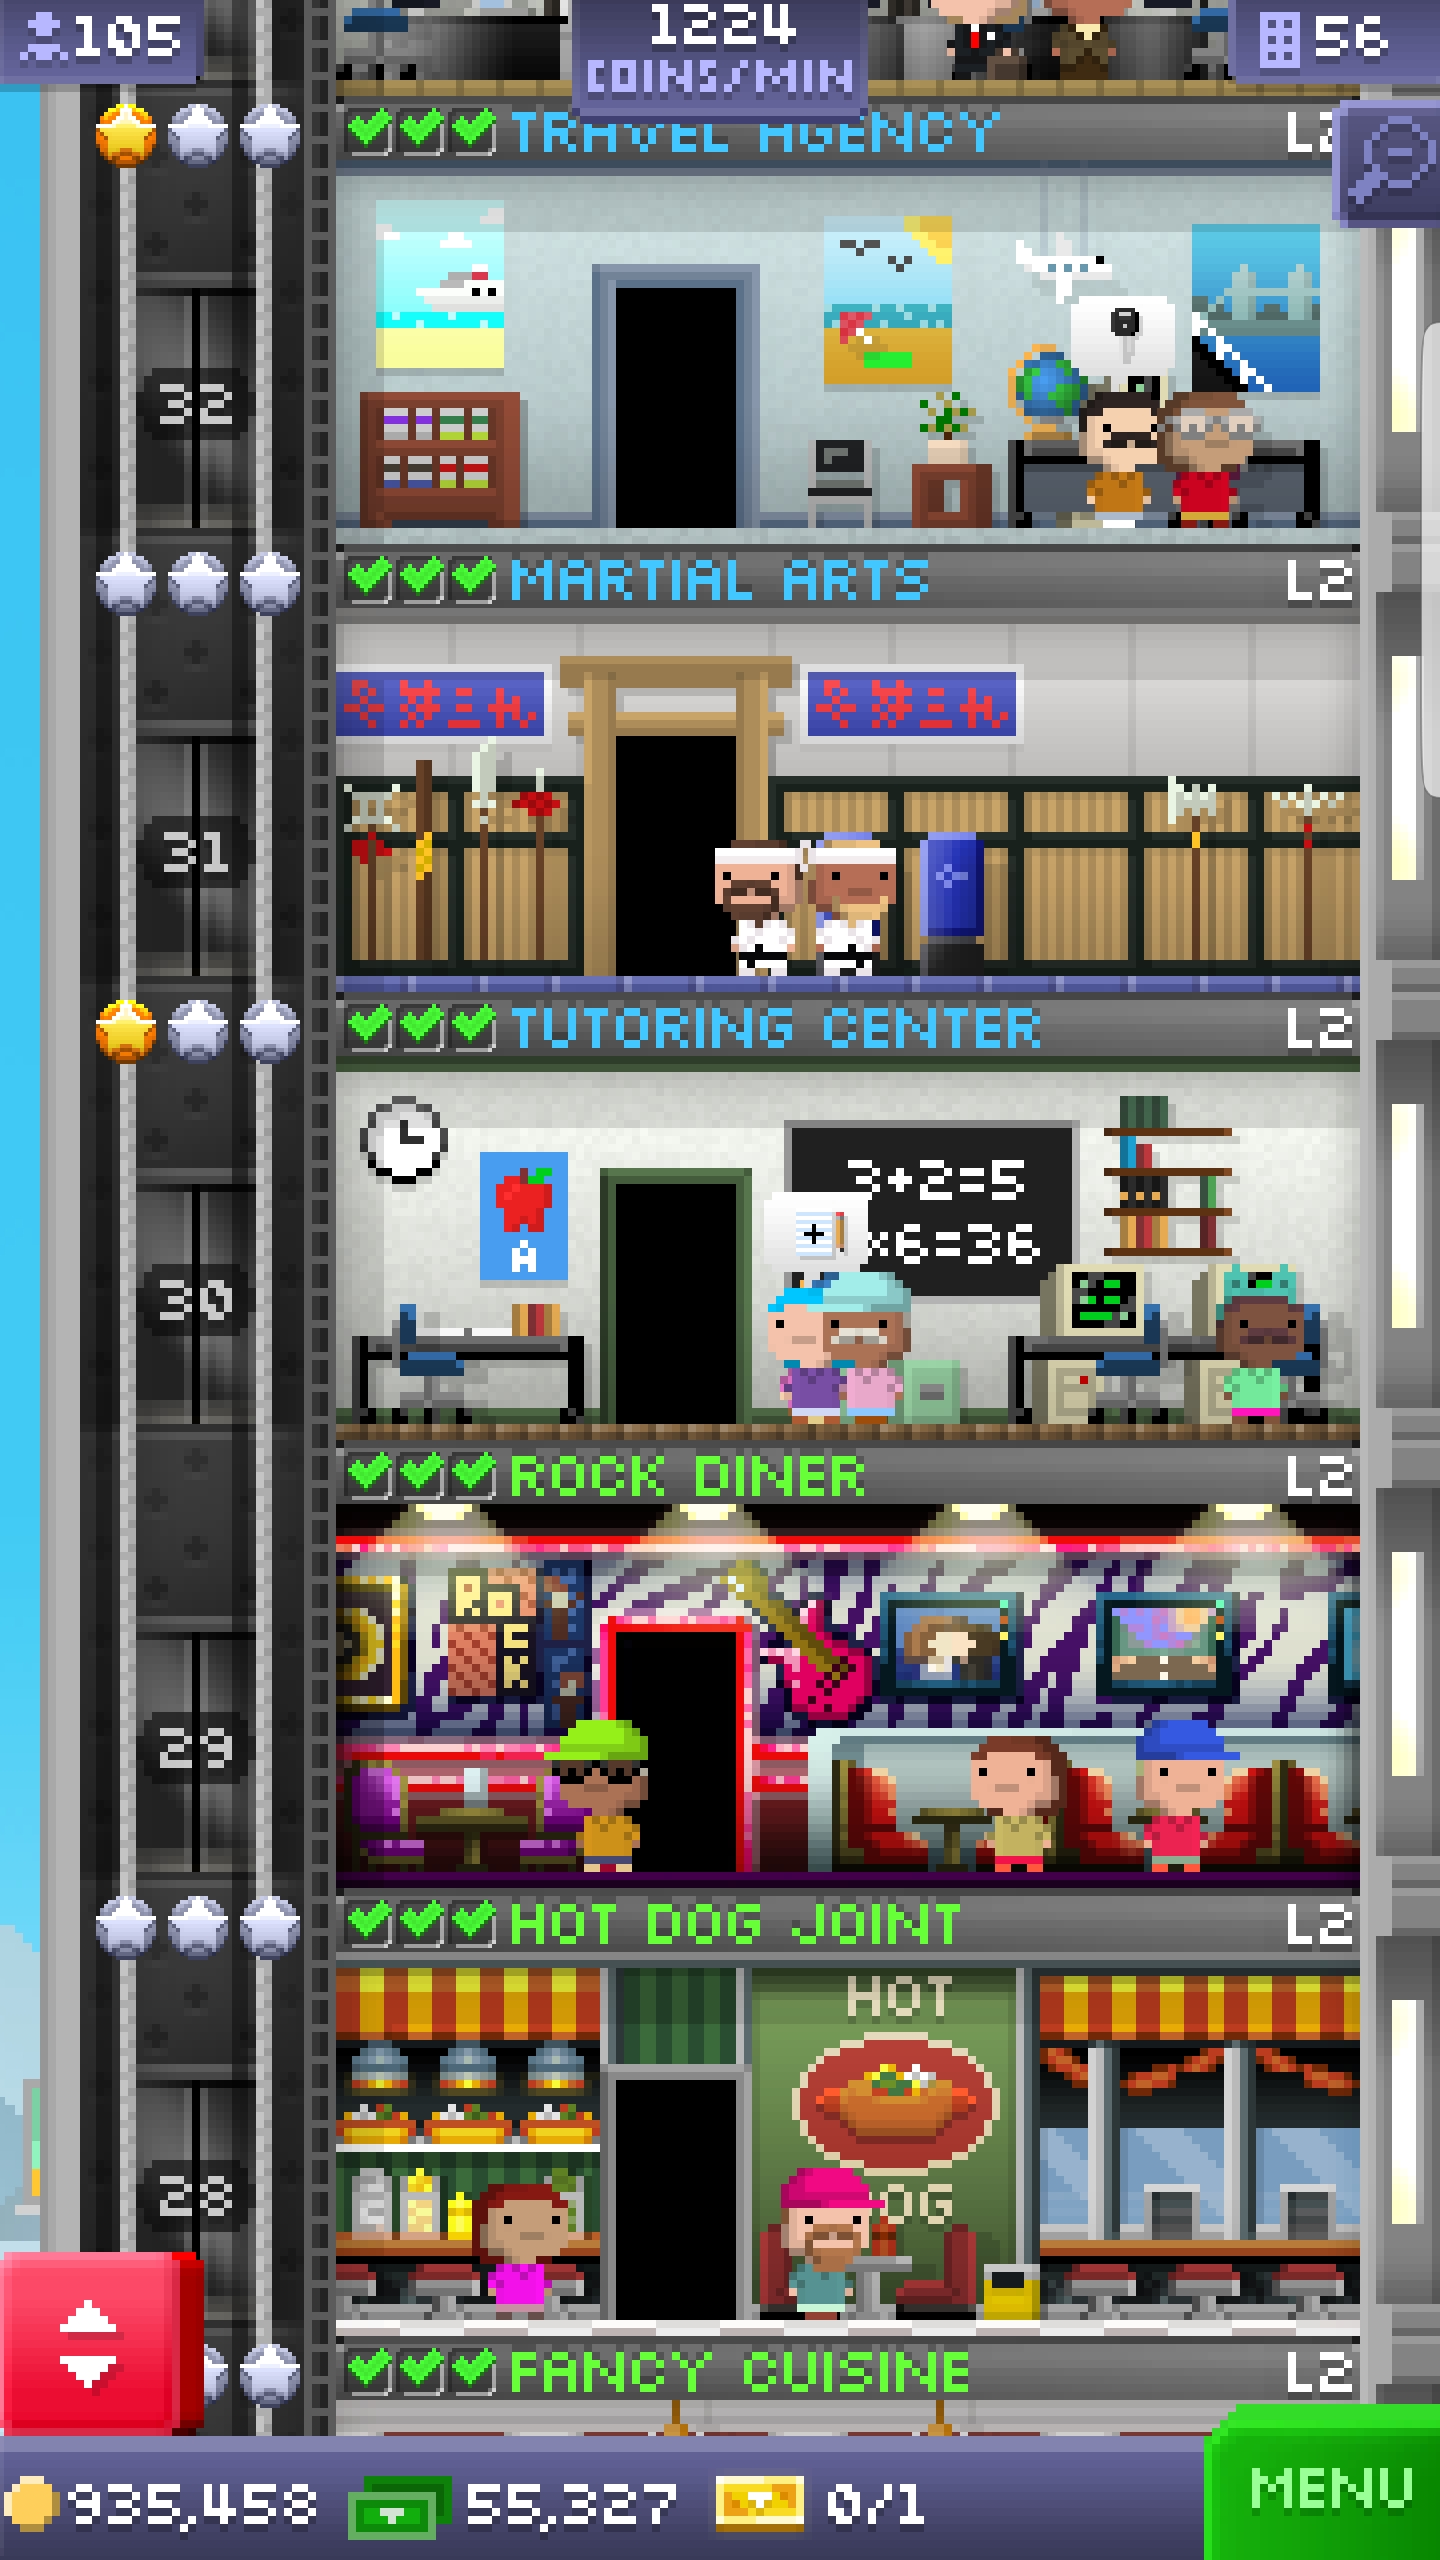 105
1224
COINS/MIN
56
TRAVEL AGENCY
32
MARTIAL ARTS L2
31
TUTORING CENTER L2
3+2=5
x6=36
A
30
ROCK DINER L2
Ro
CK
29
HOT DOG JOINT L2
HOT
OG
28
FANCY CUISINE L2
935,458 55,327 0/1
MENU